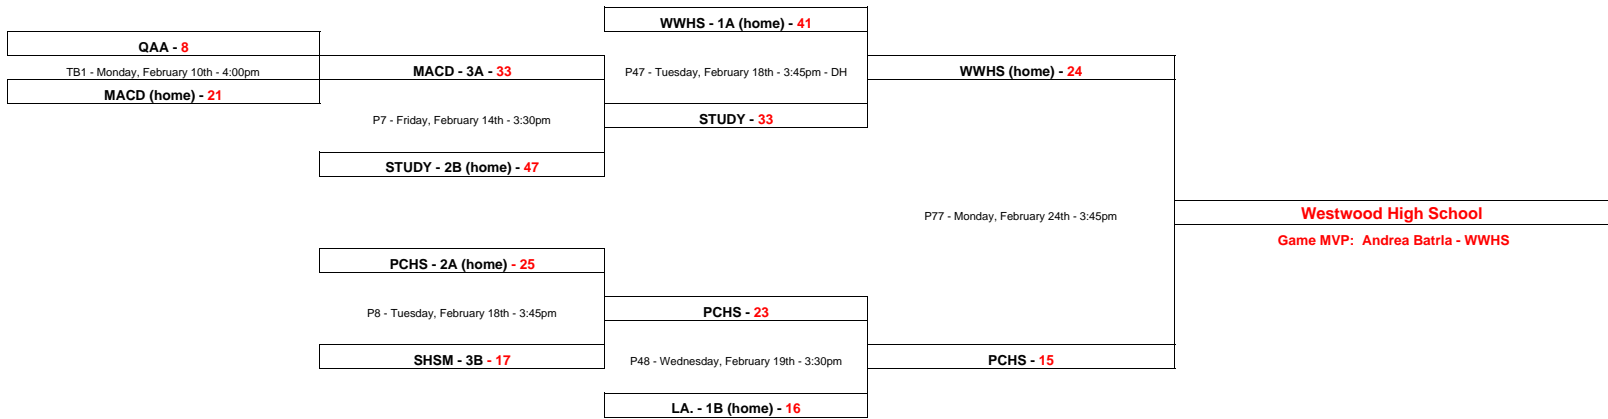 WWHS - 1A (home) - 41
QAA - 8
TB1 - Monday, February 10th - 4:00pm
MACD (home) - 21
MACD - 3A - 33
P7 - Friday, February 14th - 3:30pm
STUDY - 2B (home) - 47
P47 - Tuesday, February 18th - 3:45pm - DH
STUDY - 33
WWHS (home) - 24
P77 - Monday, February 24th - 3:45pm
Westwood High School
Game MVP: Andrea Batrla - WWHS
PCHS - 2A (home) - 25
P8 - Tuesday, February 18th - 3:45pm
SHSM - 3B - 17
PCHS - 23
P48 - Wednesday, February 19th - 3:30pm
LA. - 1B (home) - 16
PCHS - 15